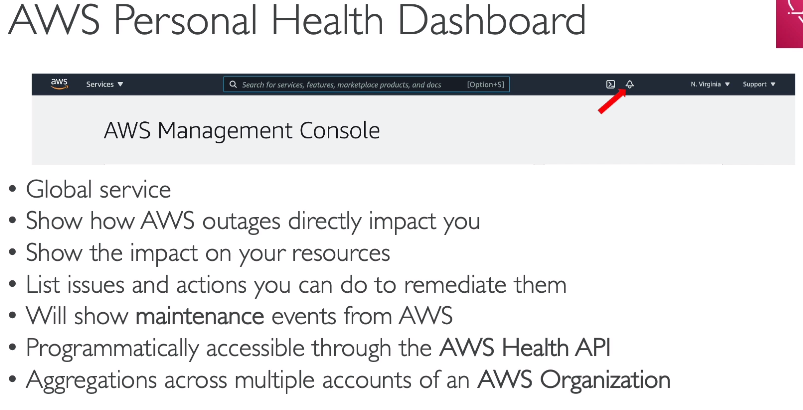 AWS Personal Health Dashboard
aws Services ▼ Search for services, features, marketplace products, and docs [Option+S] N. Virginia ▼ Support ▼
AWS Management Console
• Global service
• Show how AWS outages directly impact you
• Show the impact on your resources
• List issues and actions you can do to remediate them
• Will show maintenance events from AWS
• Programmatically accessible through the AWS Health API
• Aggregations across multiple accounts of an AWS Organization